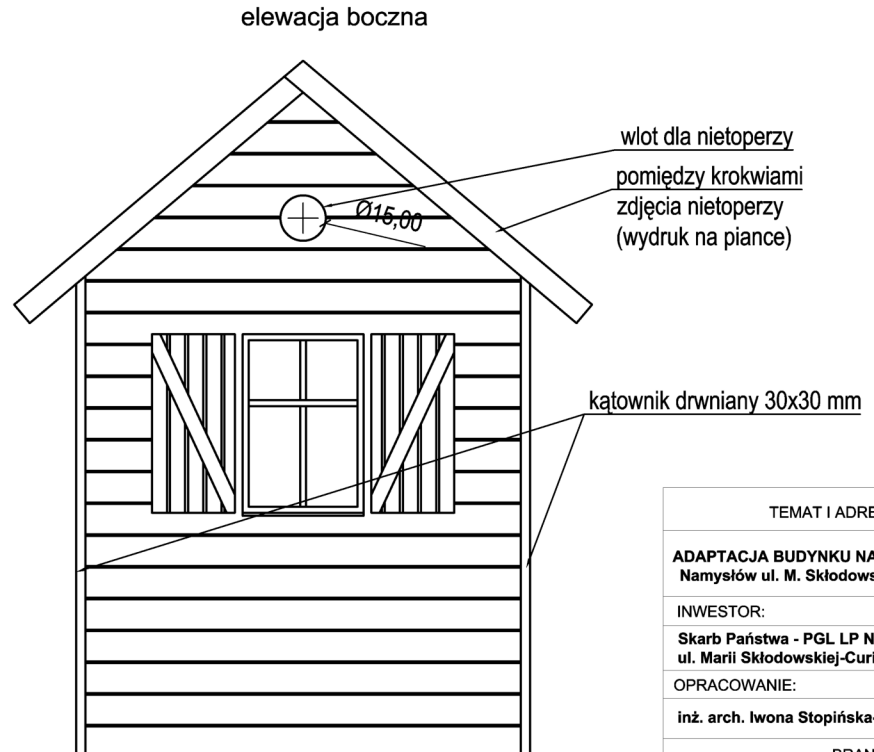 elewacja boczna
wlot dla nietoperzy
pomiędzy krokwiami
zdjęcia nietoperzy
(wydruk na piance)
Ø15,00
kątownik drwniany 30x30 mm
TEMAT I ADRE
ADAPTACJA BUDYNKU NA
Namysłów ul. M. Skłodows
INWESTOR:
Skarb Państwa - PGL LP N
ul. Marii Skłodowskiej-Curi
OPRACOWANIE:
inż. arch. Iwona Stopińska-
BRAN